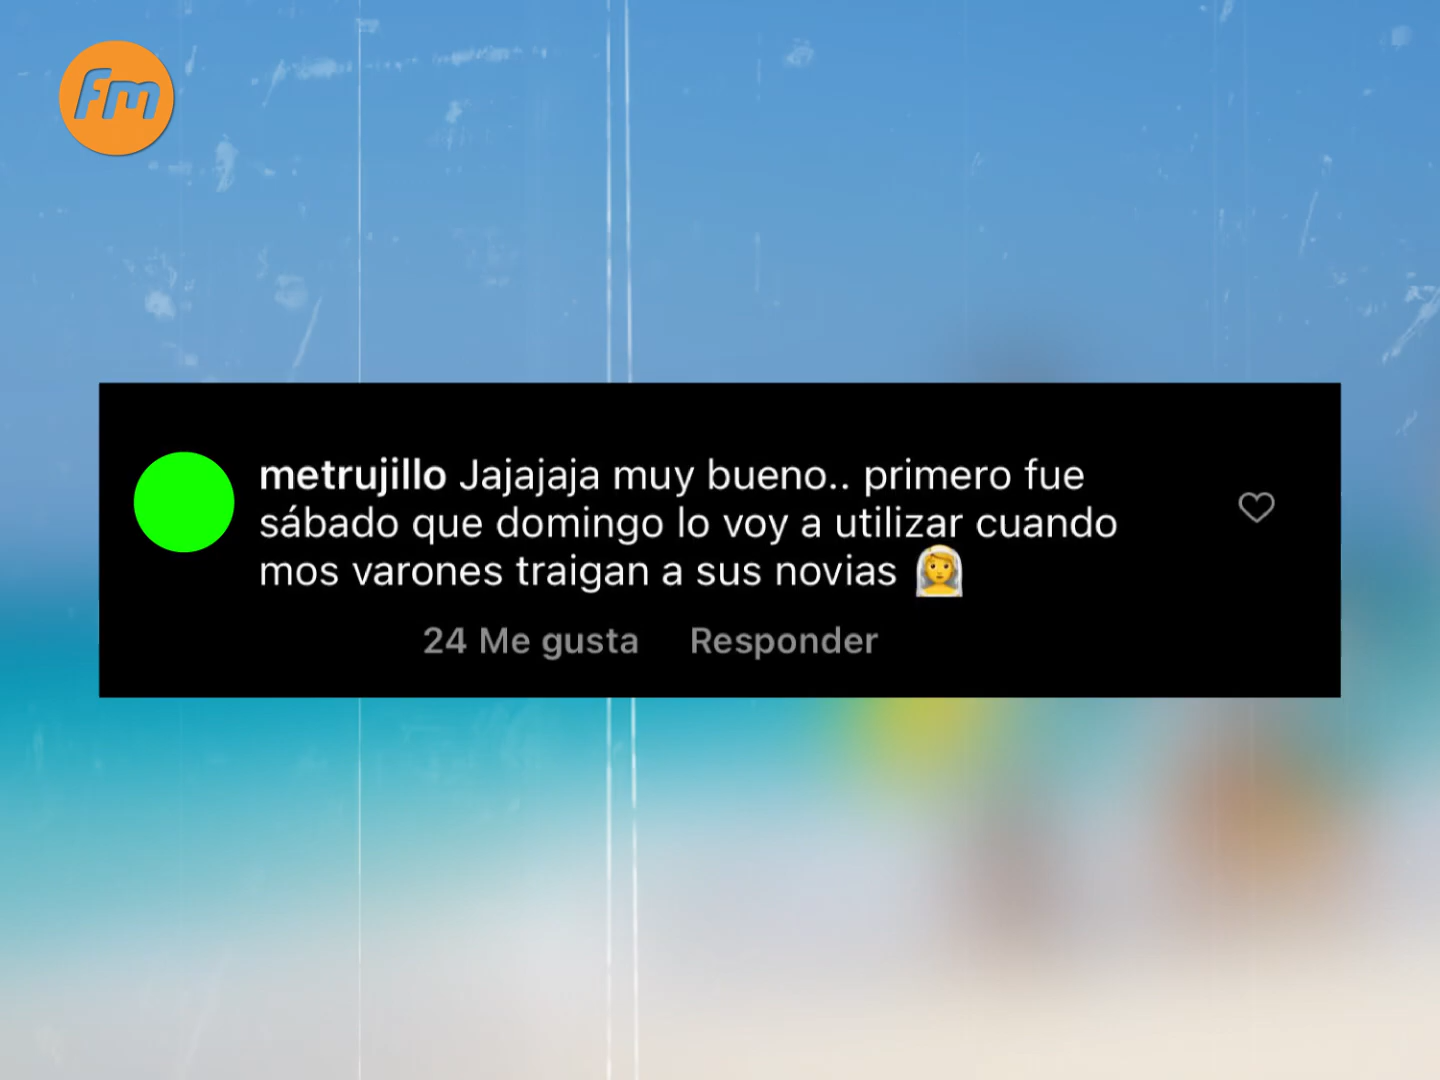 fm
metrujillo Jajajaja muy bueno.. primero fue
sábado que domingo lo voy a utilizar cuando
mos varones traigan a sus novias 👰
24 Me gusta Responder